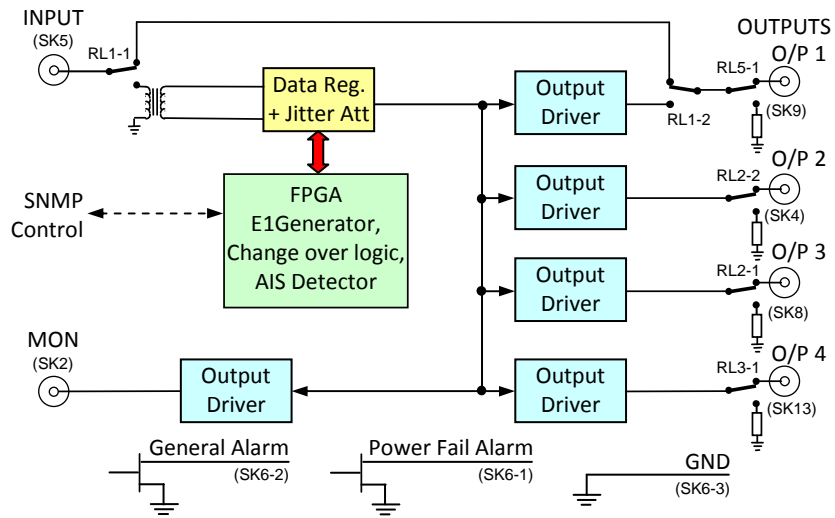 INPUT
(SK5)
RL1-1
Data Reg.
+ Jitter Att
Output
Driver
RL1-2
RL5-1
OUTPUTS
O/P 1
(SK9)
SNMP
Control
FPGA
E1Generator,
Change over logic,
AIS Detector
Output
Driver
RL2-2
O/P 2
(SK4)
Output
Driver
RL2-1
O/P 3
(SK8)
MON
(SK2)
Output
Driver
Output
Driver
RL3-1
O/P 4
(SK13)
General Alarm
(SK6-2)
Power Fail Alarm
(SK6-1)
GND
(SK6-3)